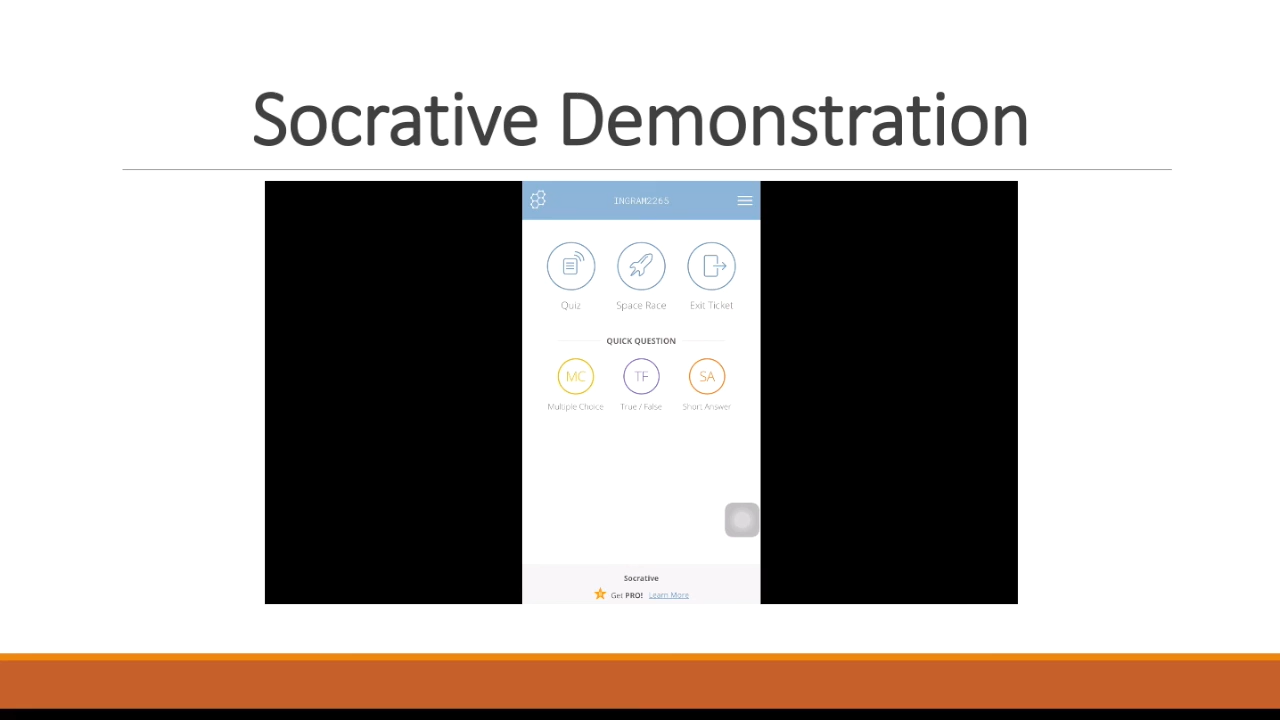 Socrative Demonstration
INGRAM2265
Quiz Space Race Exit Ticket
QUICK QUESTION
MC TF SA
Multiple Choice True / False Short Answer
Socrative
Get PRO! Learn More